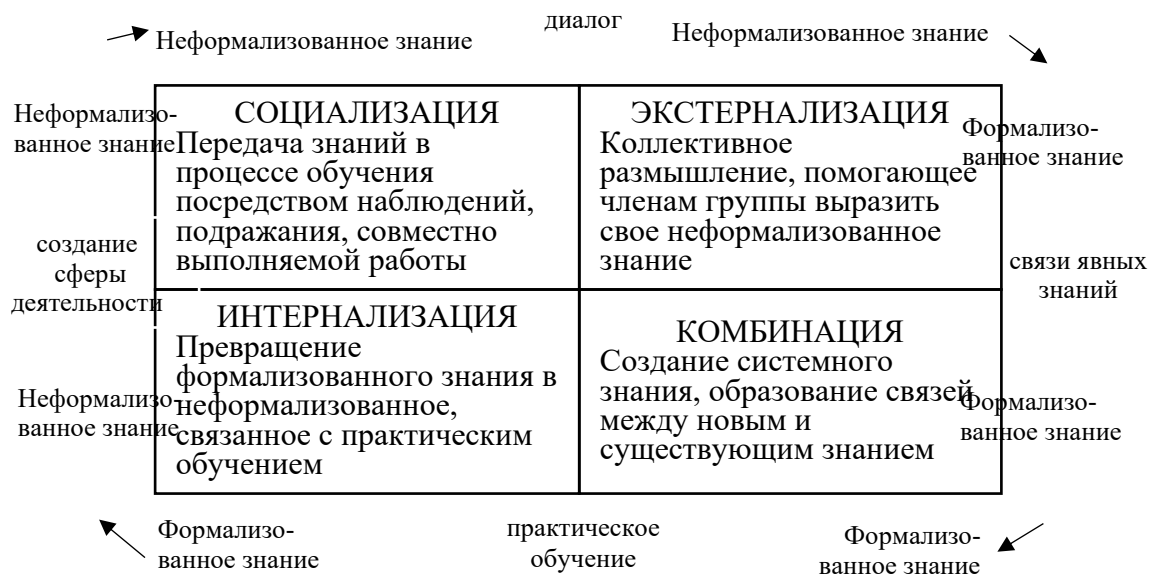 диалог
Неформализованное знание
Неформализованное знание
Неформализо-
ванное знание
СОЦИАЛИЗАЦИЯ
Передача знаний в
процессе обучения
посредством наблюдений,
подражания, совместно
выполняемой работы
ЭКСТЕРНАЛИЗАЦИЯ
Коллективное
размышление, помогающее
членам группы выразить
свое неформализованное
знание
Формализо-
ванное знание
создание
сферы
деятельности
связи явных
знаний
Неформализо-
ванное знание
ИНТЕРНАЛИЗАЦИЯ
Превращение
формализованного знания в
неформализованное,
связанное с практическим
обучением
КОМБИНАЦИЯ
Создание системного
знания, образование связей
между новым и
существующим знанием
Формализо-
ванное знание
Формализо-
ванное знание
практическое
обучение
Формализо-
ванное знание